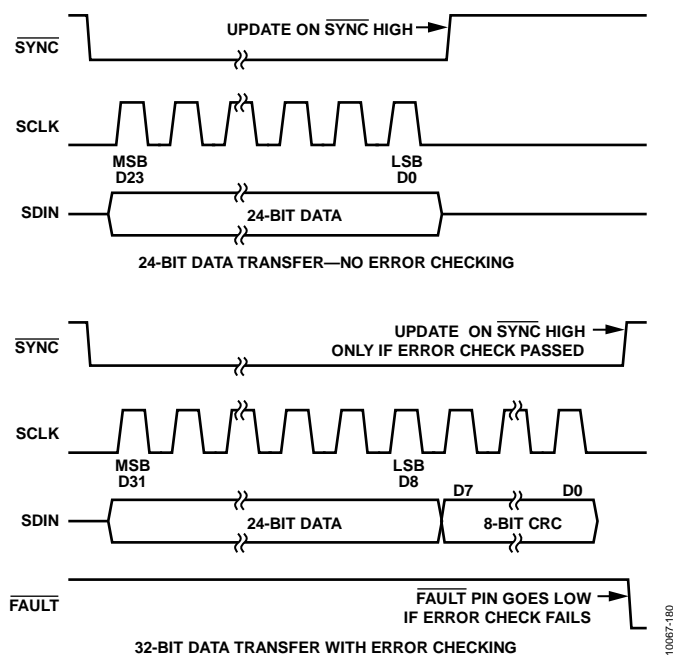 UPDATE ON SYNC HIGH
SYNC
SCLK
MSB
D23
LSB
D0
SDIN
24-BIT DATA
24-BIT DATA TRANSFER—NO ERROR CHECKING
UPDATE ON SYNC HIGH
ONLY IF ERROR CHECK PASSED
SYNC
SCLK
MSB
D31
LSB
D8
D7
D0
SDIN
24-BIT DATA
8-BIT CRC
FAULT
FAULT PIN GOES LOW
IF ERROR CHECK FAILS
32-BIT DATA TRANSFER WITH ERROR CHECKING
10067-180